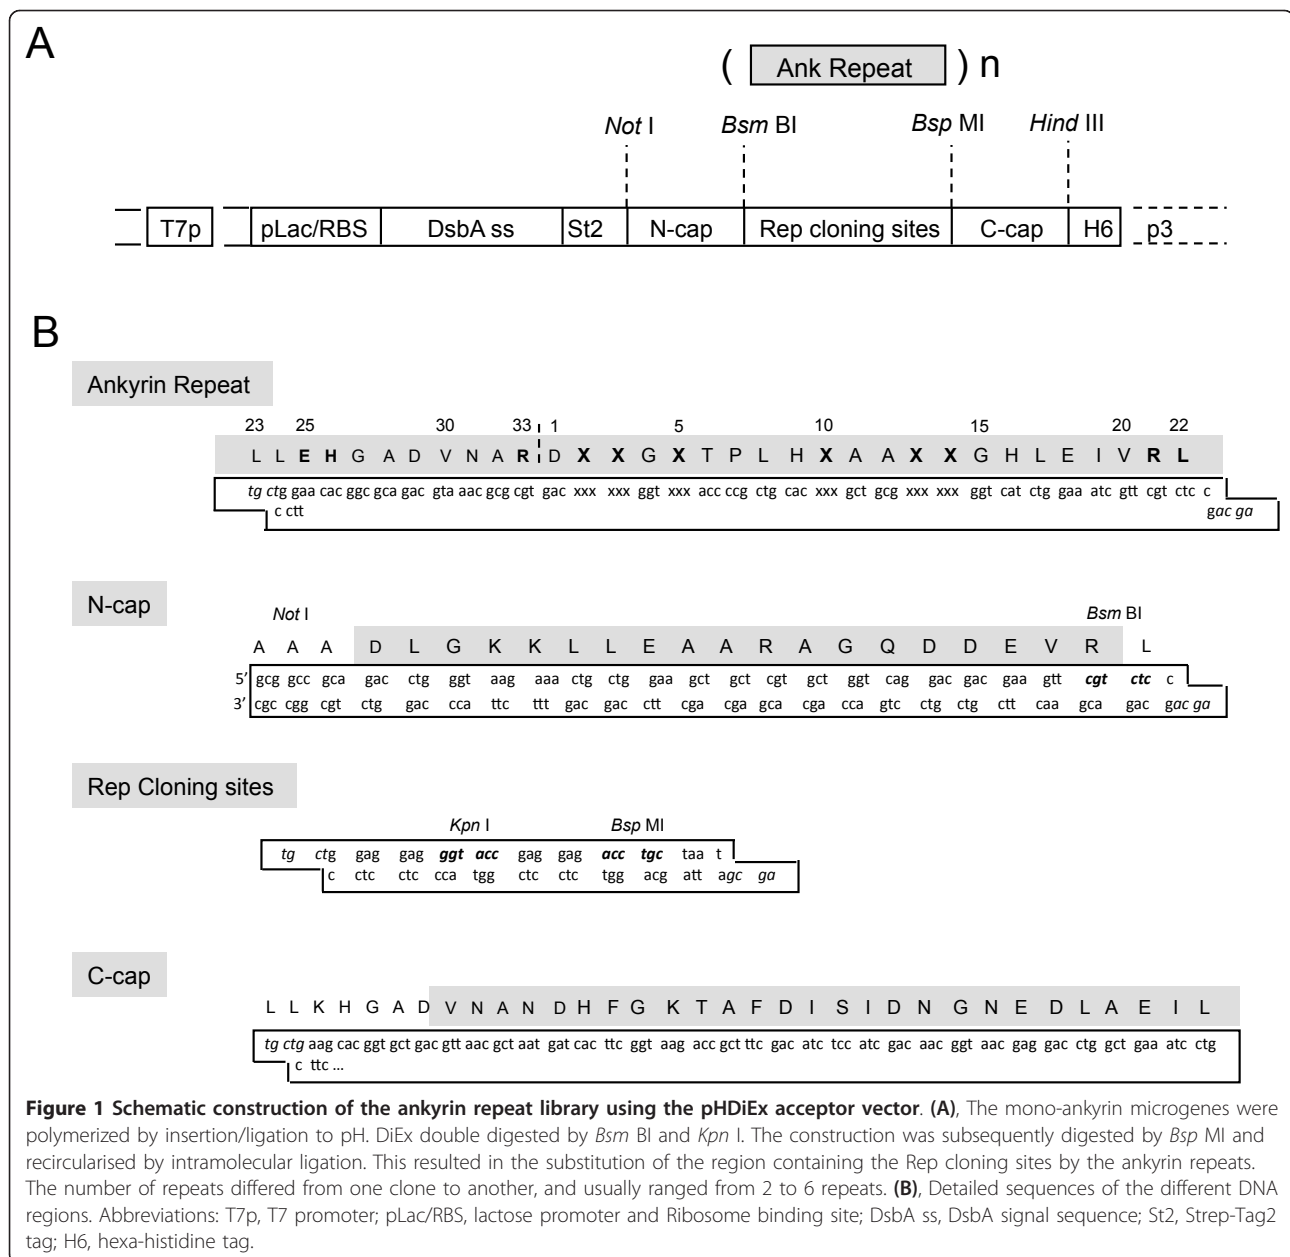 A
( Ank Repeat ) n
Not I Bsm BI Bsp MI Hind III
T7p pLac/RBS DsbA ss St2 N-cap Rep cloning sites C-cap H6 p3
B
Ankyrin Repeat
23 25 30 33 1 5 10 15 20 22
L L E H G A D V N A R D X X G X T P L H X A A X X G H L E I V R L
tg ctg gaa cac ggc gca gac gta aac gcg cgt gac xxx xxx ggt xxx acc ccg ctg cac xxx gct gcg xxx xxx ggt cat ctg gaa atc gtt cgt ctc c
c ctt gac ga
N-cap
Not I Bsm BI
A A A D L G K K L L E A A R A G Q D D E V R L
5’ gcg gcc gca gac ctg ggt aag aaa ctg ctg gaa gct gct cgt gct ggt cag gac gac gaa gtt cgt ctc c
3’ cgc cgg cgt ctg gac cca ttc ttt gac gac ctt cga cga gca cga cca gtc ctg ctg ctt caa gca gac gac ga
Rep Cloning sites
Kpn I Bsp MI
tg ctg gag gag ggt acc gag gag acc tgc taa t
c ctc ctc cca tgg ctc ctc tgg acg att agc ga
C-cap
L L K H G A D V N A N D H F G K T A F D I S I D N G N E D L A E I L
tg ctg aag cac ggt gct gac gtt aac gct aat gat cac ttc ggt aag acc gct ttc gac atc tcc atc gac aac ggt aac gag gac ctg gct gaa atc ctg
c ttc ...
Figure 1 Schematic construction of the ankyrin repeat library using the pHDiEx acceptor vector. (A), The mono-ankyrin microgenes were
polymerized by insertion/ligation to pH. DiEx double digested by Bsm BI and Kpn I. The construction was subsequently digested by Bsp MI and
recircularised by intramolecular ligation. This resulted in the substitution of the region containing the Rep cloning sites by the ankyrin repeats.
The number of repeats differed from one clone to another, and usually ranged from 2 to 6 repeats. (B), Detailed sequences of the different DNA
regions. Abbreviations: T7p, T7 promoter; pLac/RBS, lactose promoter and Ribosome binding site; DsbA ss, DsbA signal sequence; St2, Strep-Tag2
tag; H6, hexa-histidine tag.